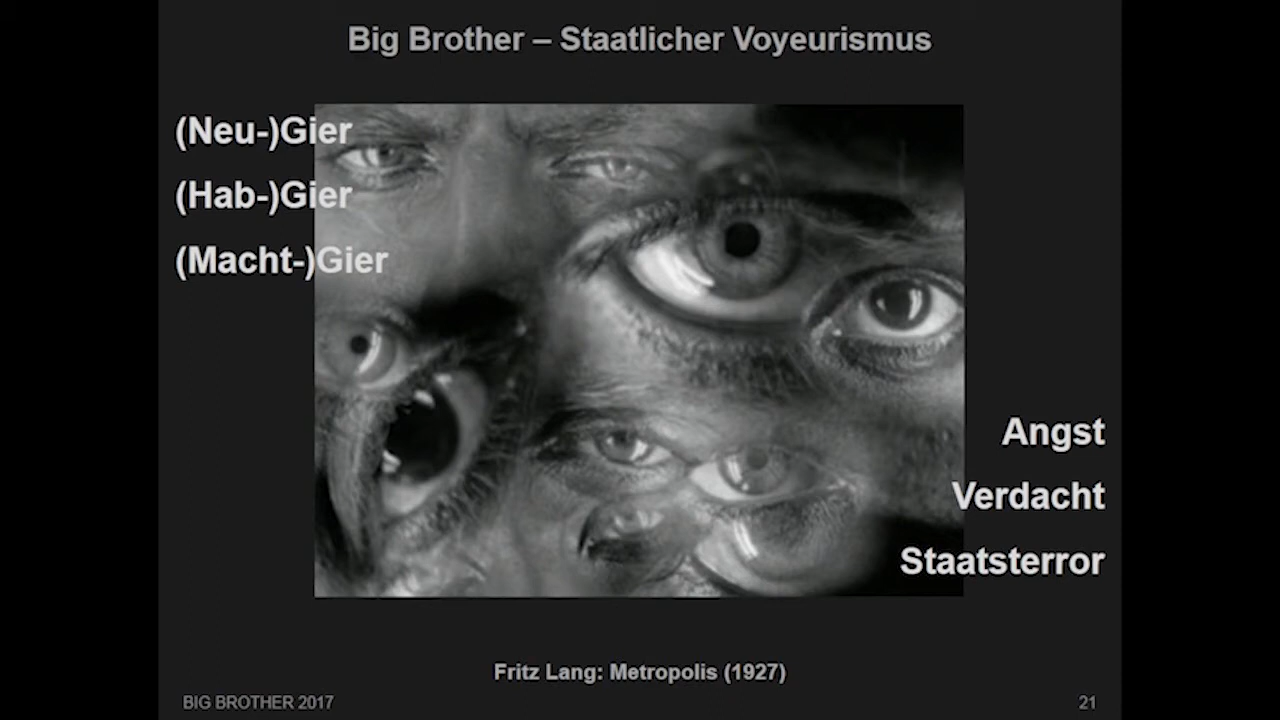 Big Brother – Staatlicher Voyeurismus
(Neu-)Gier
(Hab-)Gier
(Macht-)Gier
Angst
Verdacht
Staatsterror
Fritz Lang: Metropolis (1927)
BIG BROTHER 2017
21